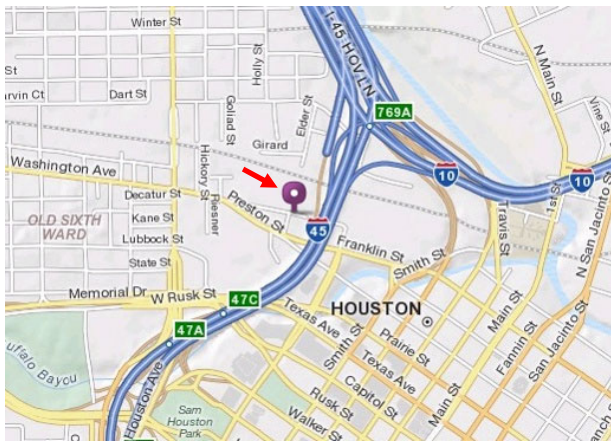 Winter St
I-45 HOV LN
N Main St
St
Holly St
arvin Ct
Dart St
Goliad St
Elder St
769A
Vine St
Girard
Washington Ave
Hickory St
10
10
Decatur St
Riesner
Preston St
1st St
N San Jacinto St
OLD SIXTH
WARD
Kane St
45
Travis St
Lubbock St
Franklin St
State St
Smith St
Memorial Dr
W Rusk St
47C
Texas Ave
HOUSTON
Main St
47A
Smith St
Prairie St
Fannin St
San Jacinto St
uffalo Bayou
Houston Ave
Texas Ave
Capitol St
Sam
Houston
Park
Rusk St
Walker St